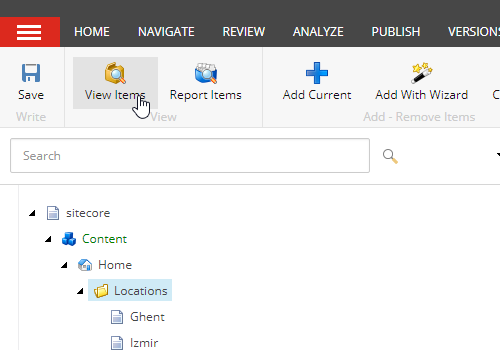 HOME NAVIGATE REVIEW ANALYZE PUBLISH VERSIONS
Save View Items Report Items Add Current Add With Wizard C
Write View Add - Remove Items
Search
sitecore
Content
Home
Locations
Ghent
Izmir